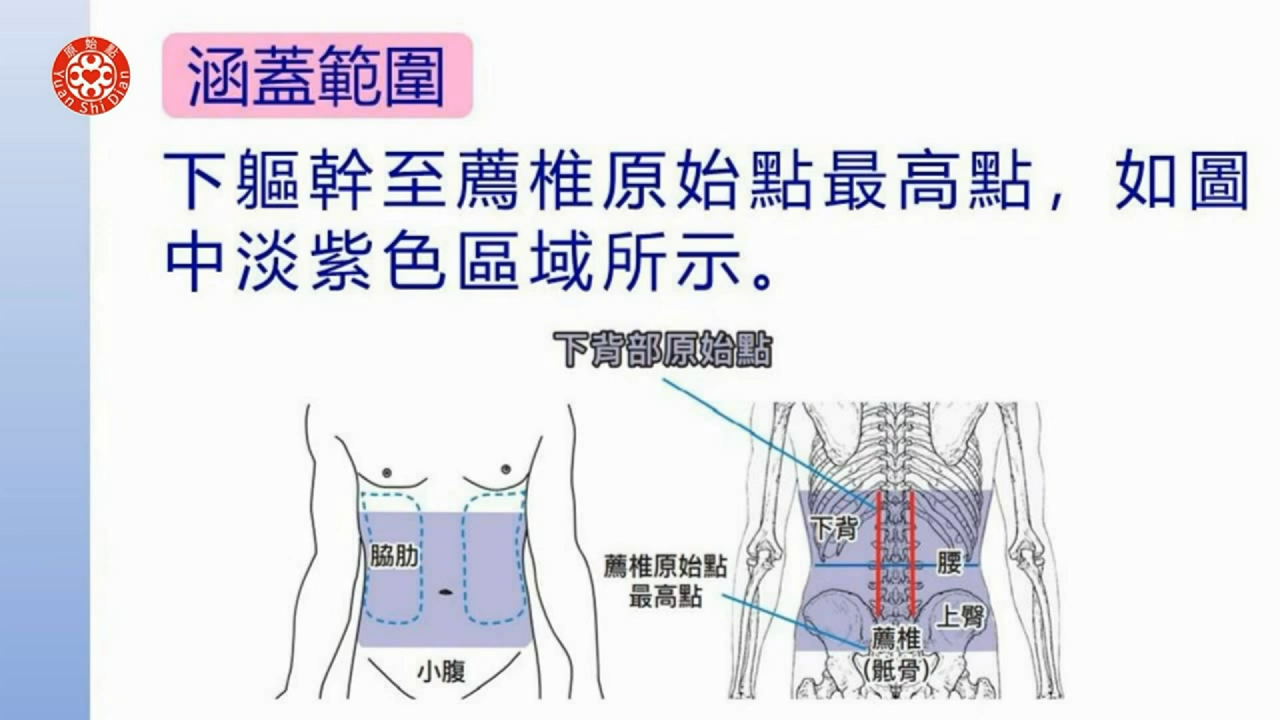 原始點
Yuan Shi Dian
涵蓋範圍
下軀幹至薦椎原始點最高點，如圖
中淡紫色區域所示。
下背部原始點
下背
脇肋
腰
薦椎原始點
最高點
上臀
薦椎
(骶骨)
小腹